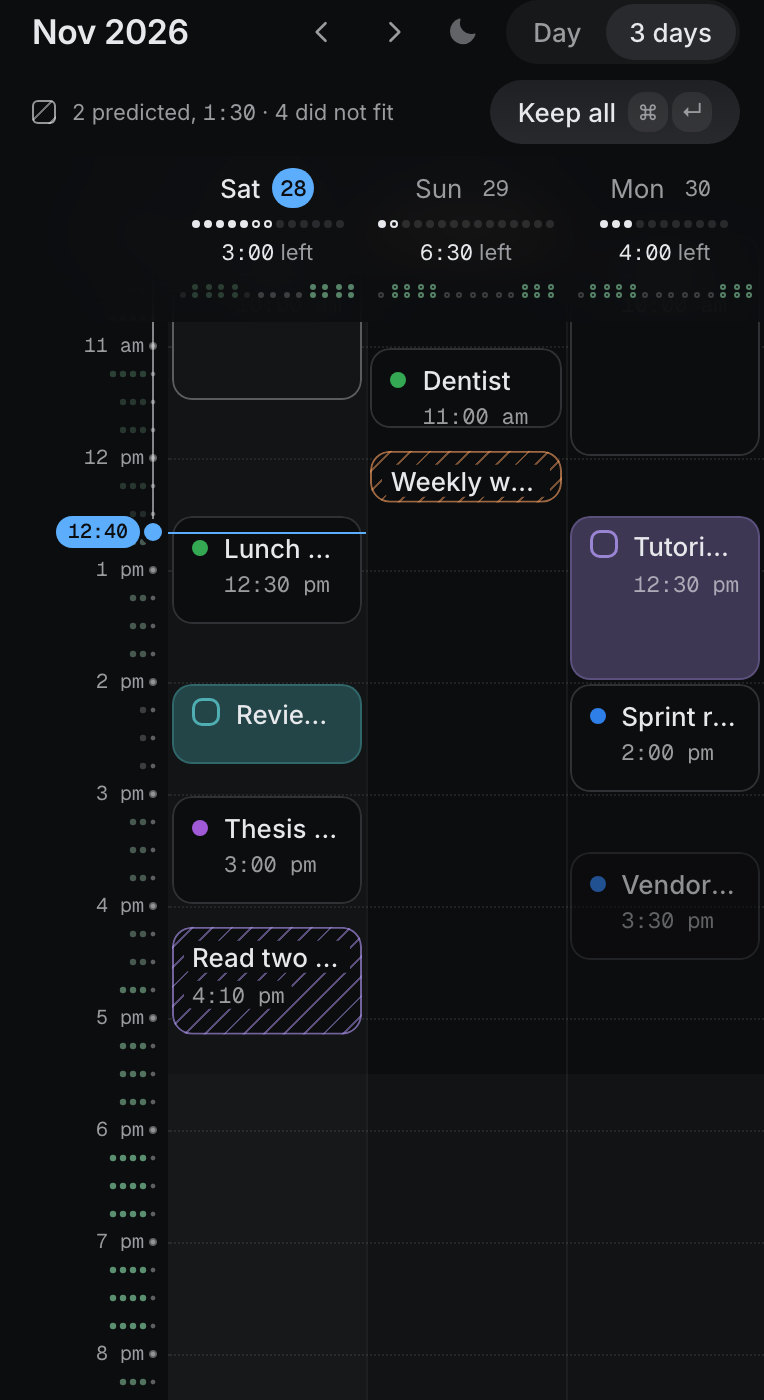 Nov 2026
Day
3 days
2 predicted, 1:30 · 4 did not fit
Keep all ⌘ ↵
Sat 28
Sun 29
Mon 30
3:00 left
6:30 left
4:00 left
11 am
Dentist
11:00 am
12 pm
Weekly w...
12:40
Lunch ...
12:30 pm
Tutori...
12:30 pm
1 pm
2 pm
Revie...
Sprint r...
2:00 pm
3 pm
Thesis ...
3:00 pm
Vendor...
3:30 pm
4 pm
Read two ...
4:10 pm
5 pm
6 pm
7 pm
8 pm